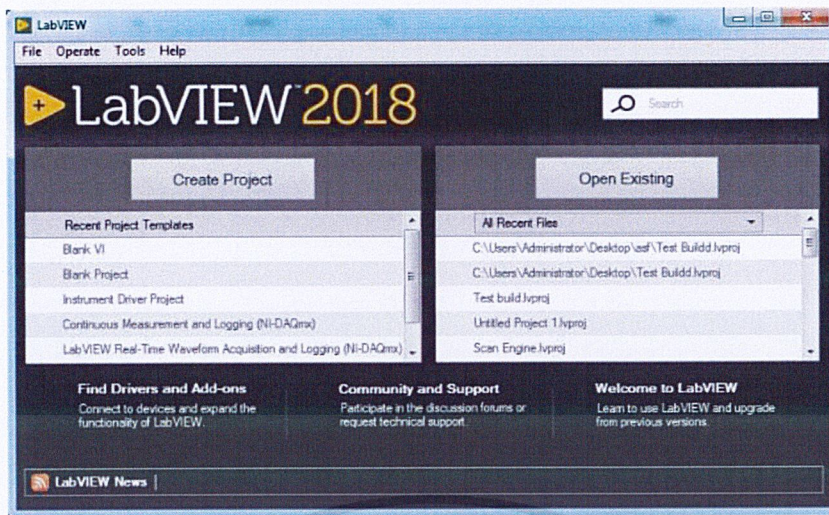 LabVIEW
File Operate Tools Help
LabVIEW™ 2018
Search
Create Project
Recent Project Templates
Blank VI
Blank Project
Instrument Driver Project
Continuous Measurement and Logging (NI-DAQmx)
LabVIEW Real-Time Waveform Acquisition and Logging (NI-DAQmx)
Open Existing
All Recent Files
C:\Users\Administrator\Desktop\asf\Test Buildd.lvproj
C:\Users\Administrator\Desktop\Test Buildd.lvproj
Test build.lvproj
Untitled Project 1.lvproj
Scan Engine.lvproj
Find Drivers and Add-ons
Connect to devices and expand the
functionality of LabVIEW.
Community and Support
Participate in the discussion forums or
request technical support.
Welcome to LabVIEW
Learn to use LabVIEW and upgrade
from previous versions.
LabVIEW News